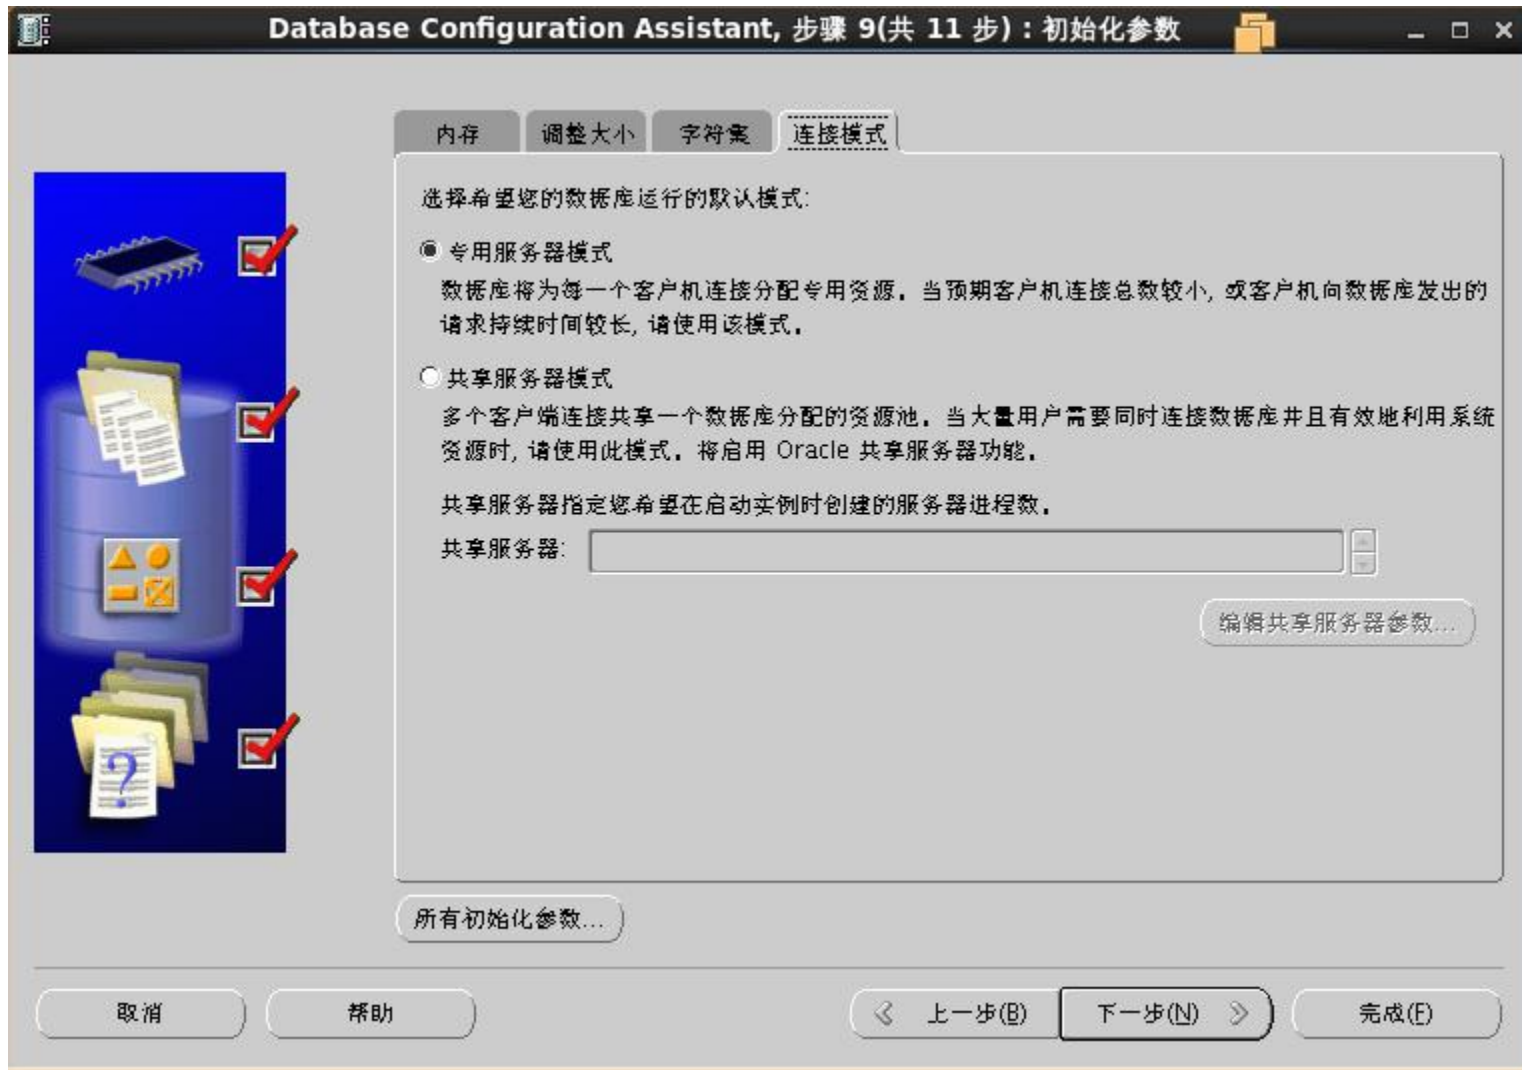 Database Configuration Assistant, 步骤 9(共 11 步) : 初始化参数
内存
调整大小
字符集
连接模式
选择希望您的数据库运行的默认模式:
专用服务器模式
数据库将为每一个客户机连接分配专用资源。当预期客户机连接总数较小, 或客户机向数据库发出的
请求持续时间较长, 请使用该模式。
共享服务器模式
多个客户端连接共享一个数据库分配的资源池。当大量用户需要同时连接数据库并且有效地利用系统
资源时, 请使用此模式。将启用 Oracle 共享服务器功能。
共享服务器指定您希望在启动实例时创建的服务器进程数。
共享服务器:
编辑共享服务器参数...
所有初始化参数...
取消
帮助
上一步(B)
下一步(N)
完成(F)